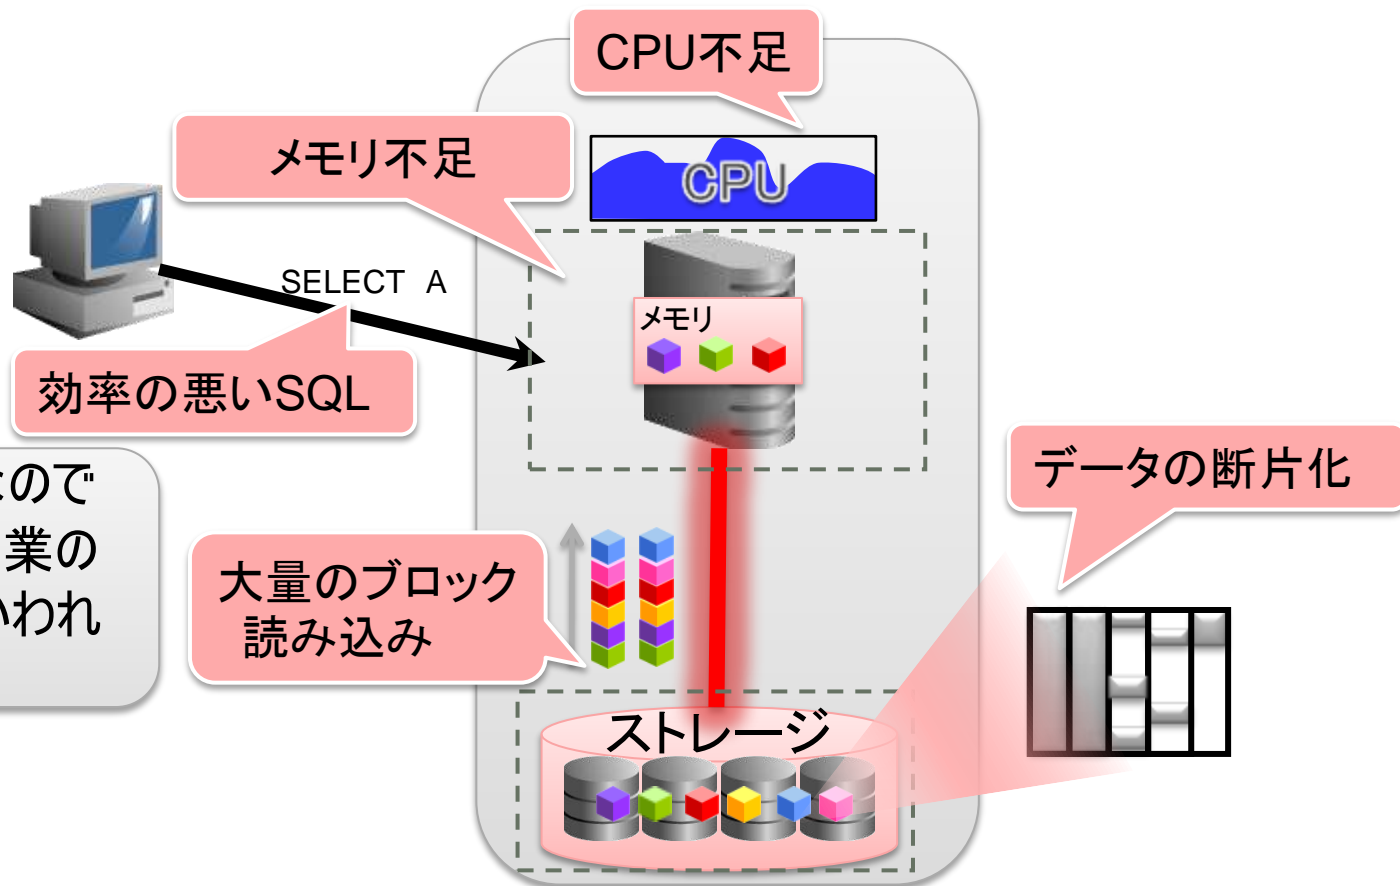 CPU不足
メモリ不足
CPU
SELECT A
メモリ
効率の悪いSQL
なので
業の
いわれ
データの断片化
大量のブロック
読み込み
ストレージ